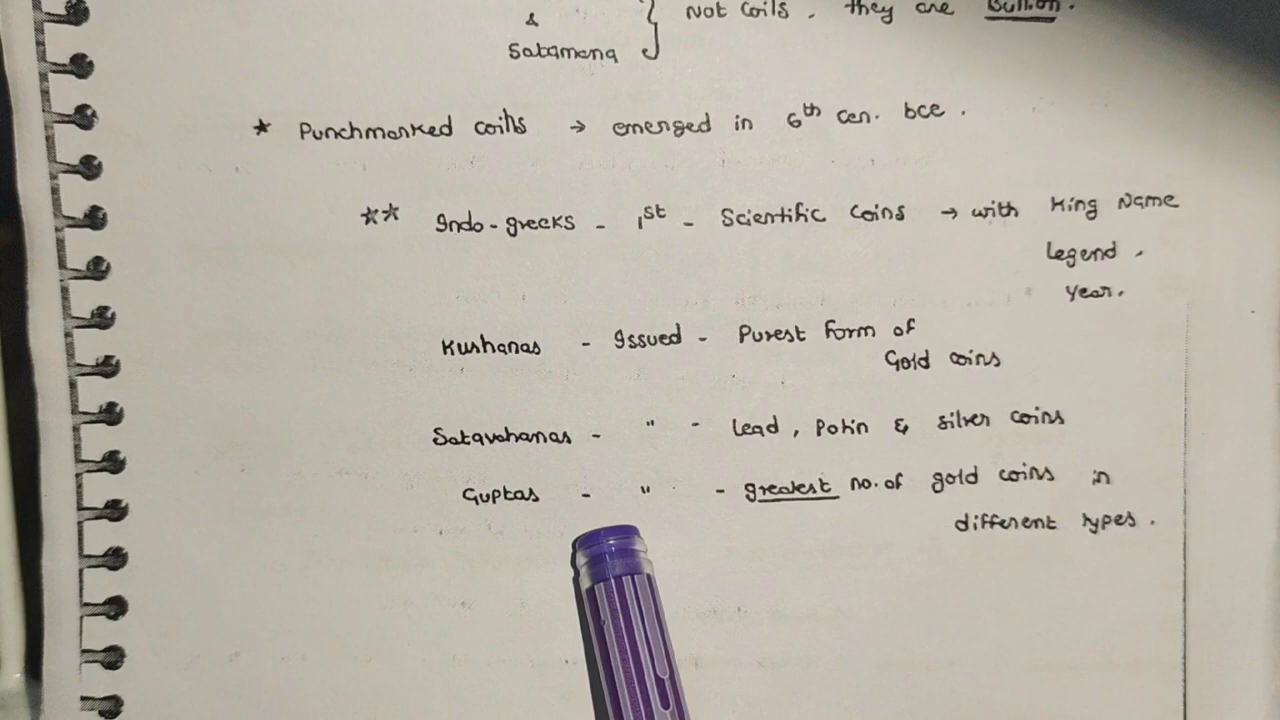 & Not Coils. they are Bullion.
Satamana
* Punchmarked coins → emerged in 6th cen. bce.
** Indo-greeks - 1st - Scientific Coins → with King Name
Legend.
Year.
Kushanas - Issued - Purest Form of
Gold coins
Satavahanas - " - Lead, Potin & Silver coins
Guptas - " - greatest no. of gold coins in
different types.